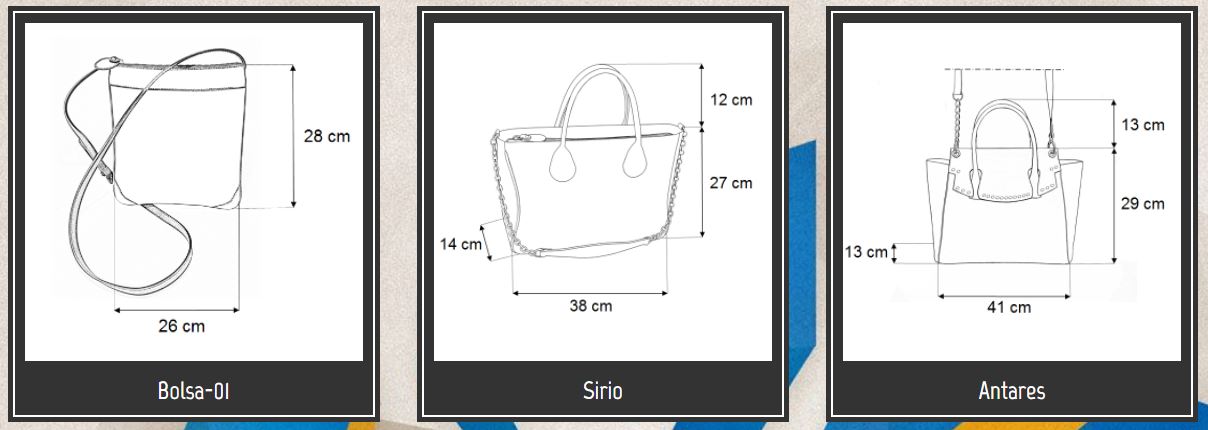 28 cm
26 cm
Bolsa-01
12 cm
27 cm
14 cm
38 cm
Sirio
13 cm
29 cm
13 cm
41 cm
Antares